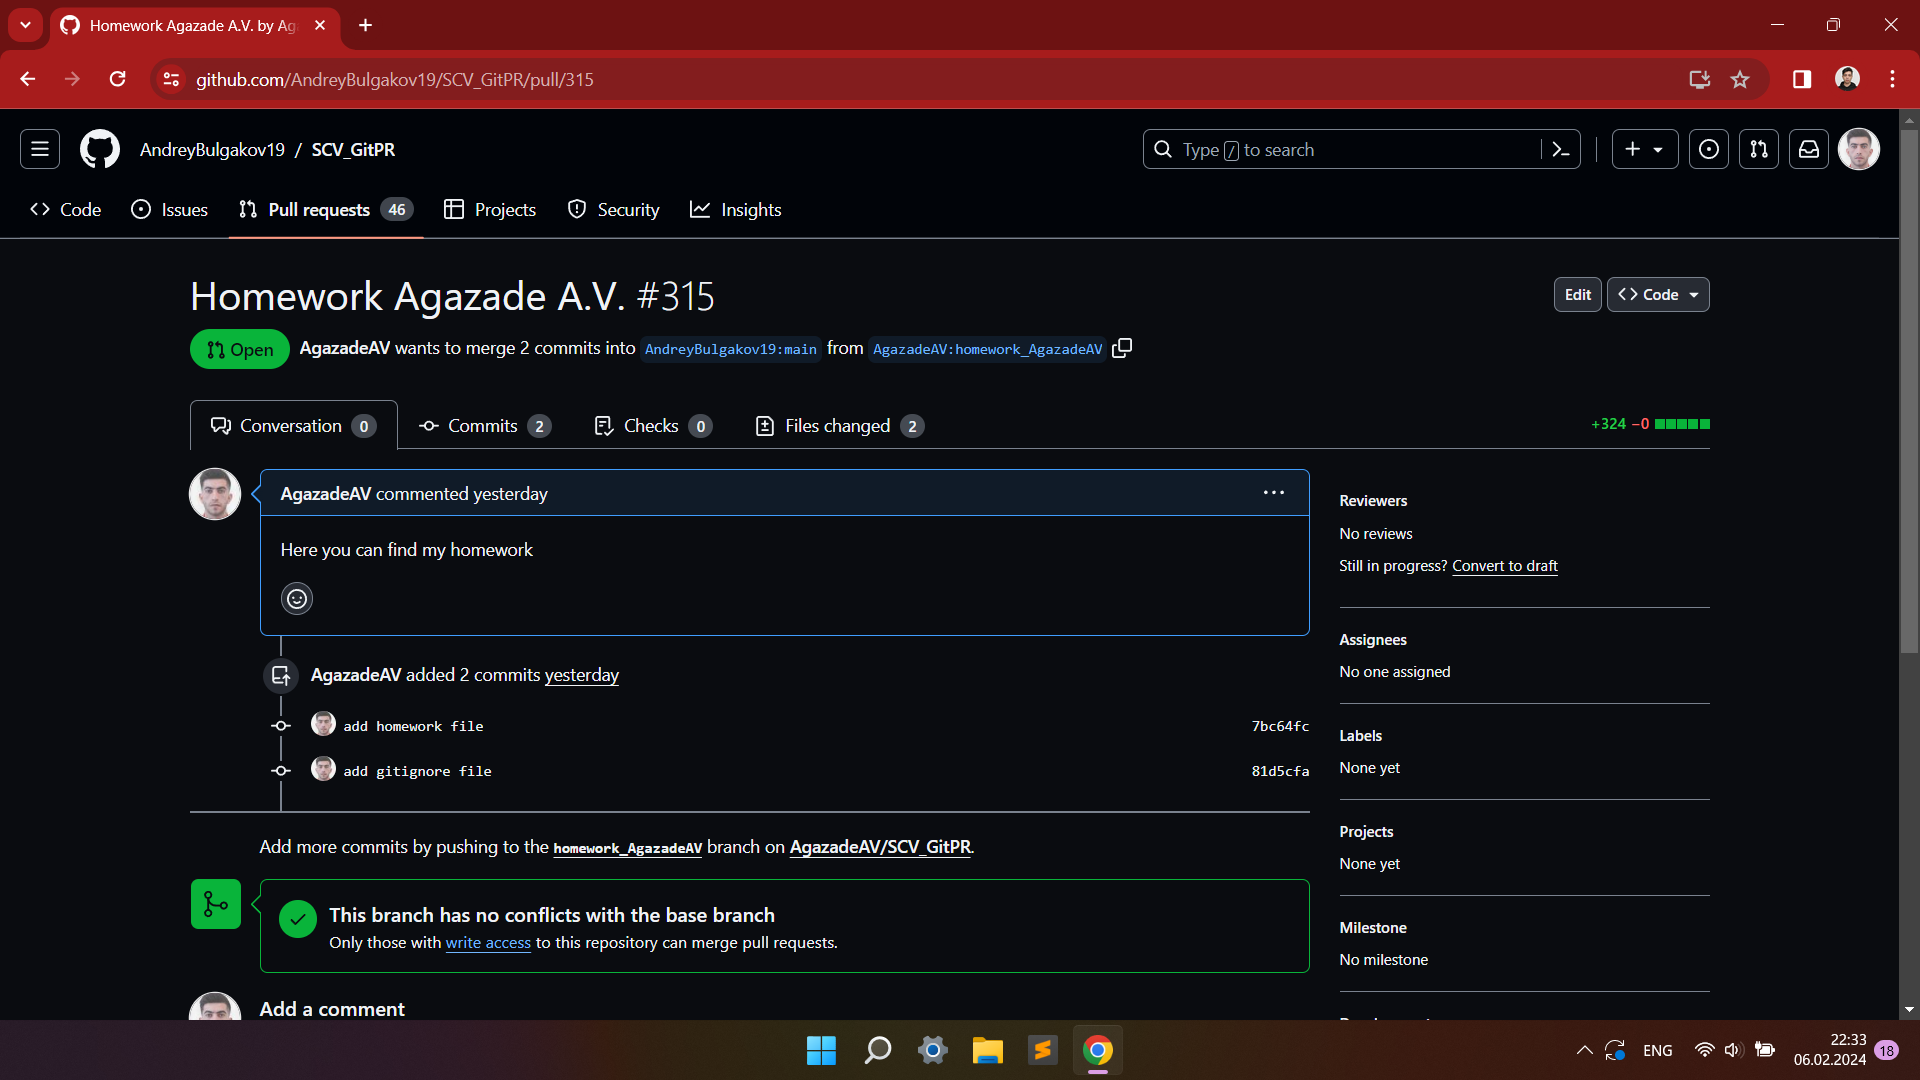 Homework Agazade A.V. by Ag
github.com/AndreyBulgakov19/SCV_GitPR/pull/315
AndreyBulgakov19 / SCV_GitPR
Type / to search
Code
Issues
Pull requests 46
Projects
Security
Insights
Homework Agazade A.V. #315
Edit
Code
Open
AgazadeAV wants to merge 2 commits into AndreyBulgakov19:main from AgazadeAV:homework_AgazadeAV
Conversation 0
Commits 2
Checks 0
Files changed 2
+324 −0
AgazadeAV commented yesterday
Here you can find my homework
AgazadeAV added 2 commits yesterday
add homework file
7bc64fc
add gitignore file
81d5cfa
Add more commits by pushing to the homework_AgazadeAV branch on AgazadeAV/SCV_GitPR.
This branch has no conflicts with the base branch
Only those with write access to this repository can merge pull requests.
Add a comment
Reviewers
No reviews
Still in progress? Convert to draft
Assignees
No one assigned
Labels
None yet
Projects
None yet
Milestone
No milestone
ENG
22:33
06.02.2024
18